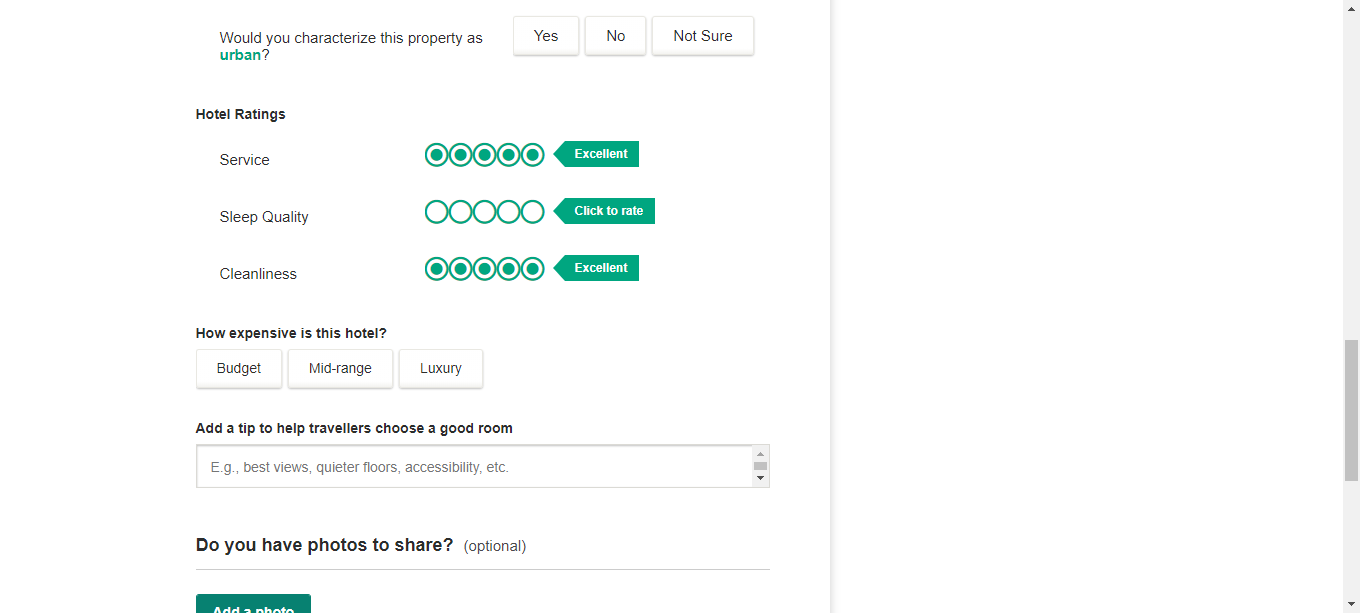 Would you characterize this property as
urban?
Yes
No
Not Sure
Hotel Ratings
Service
Excellent
Sleep Quality
Click to rate
Cleanliness
Excellent
How expensive is this hotel?
Budget
Mid-range
Luxury
Add a tip to help travellers choose a good room
E.g., best views, quieter floors, accessibility, etc.
Do you have photos to share? (optional)
Add a photo